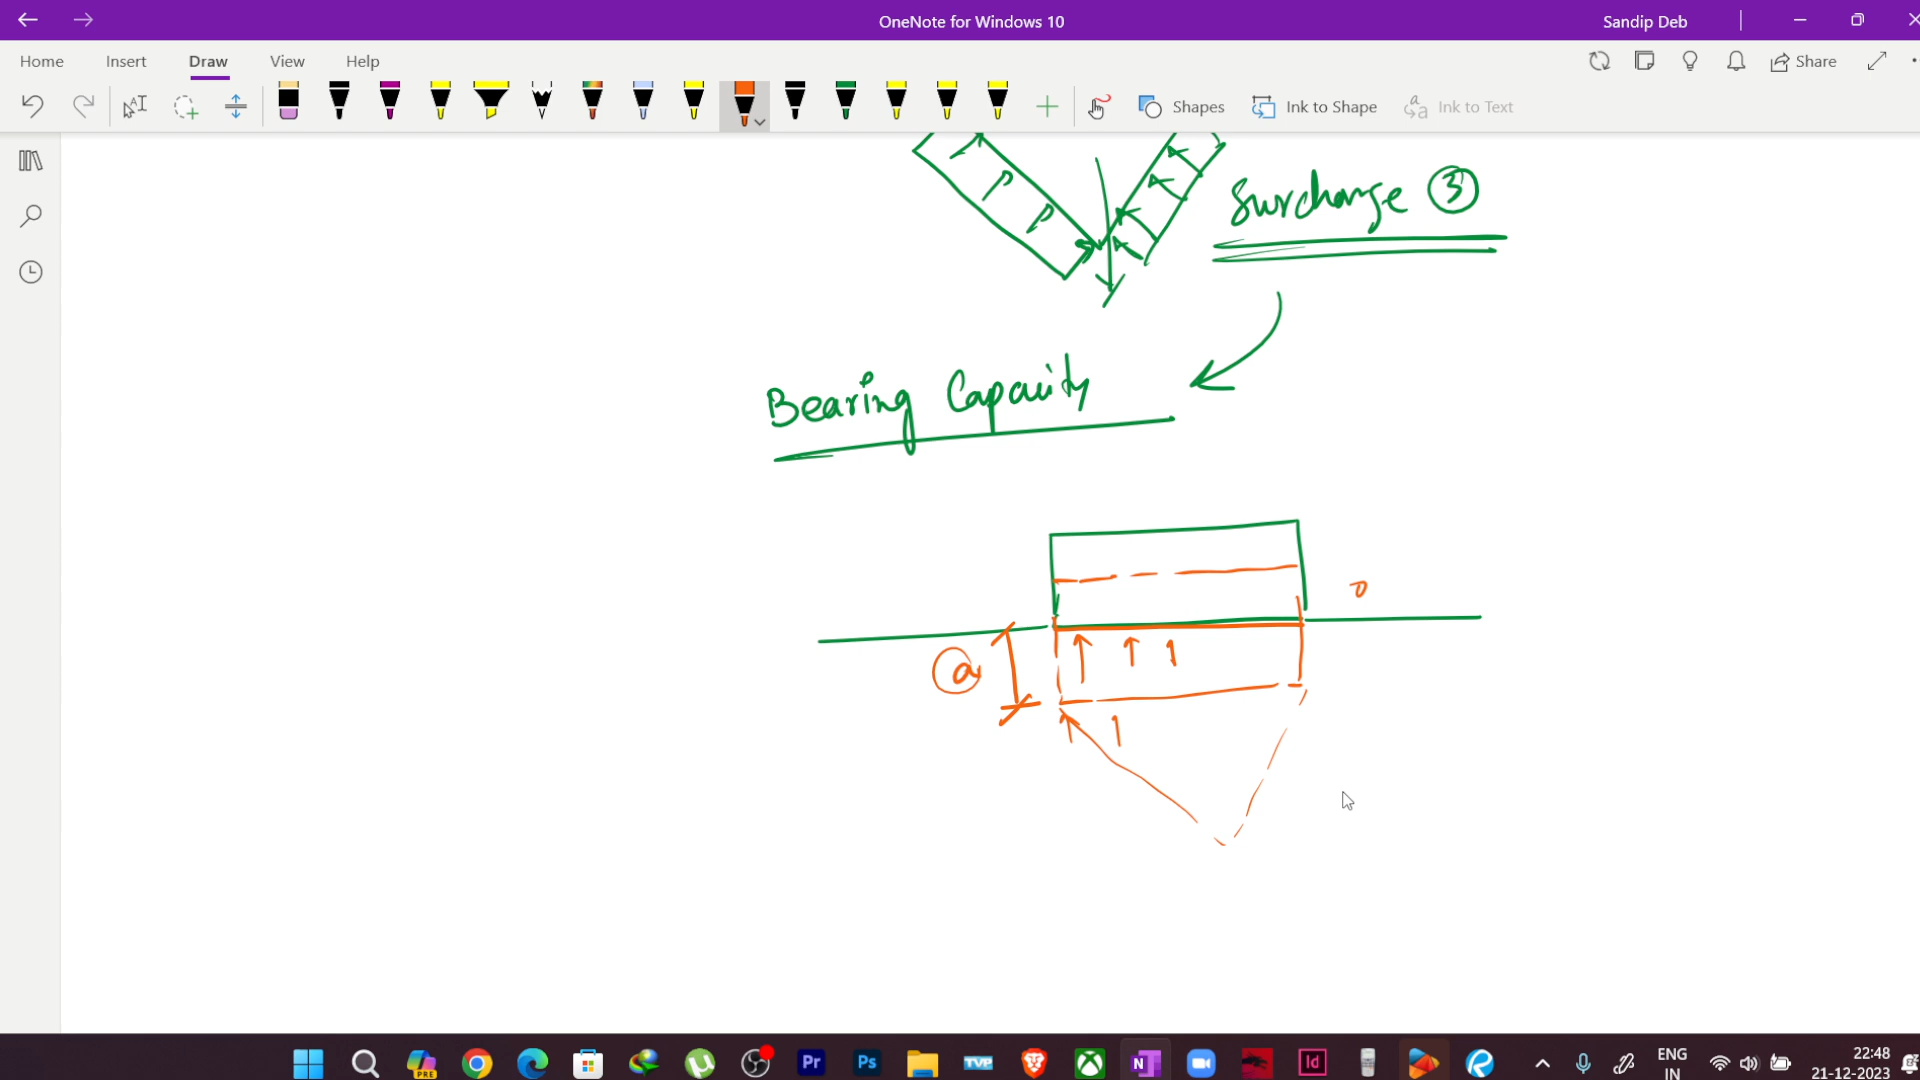 OneNote for Windows 10
Sandip Deb
Home Insert Draw View Help
Share
Shapes
Ink to Shape
Ink to Text
Surcharge ③
Bearing Capacity
a
ENG
IN
22:48
21-12-2023